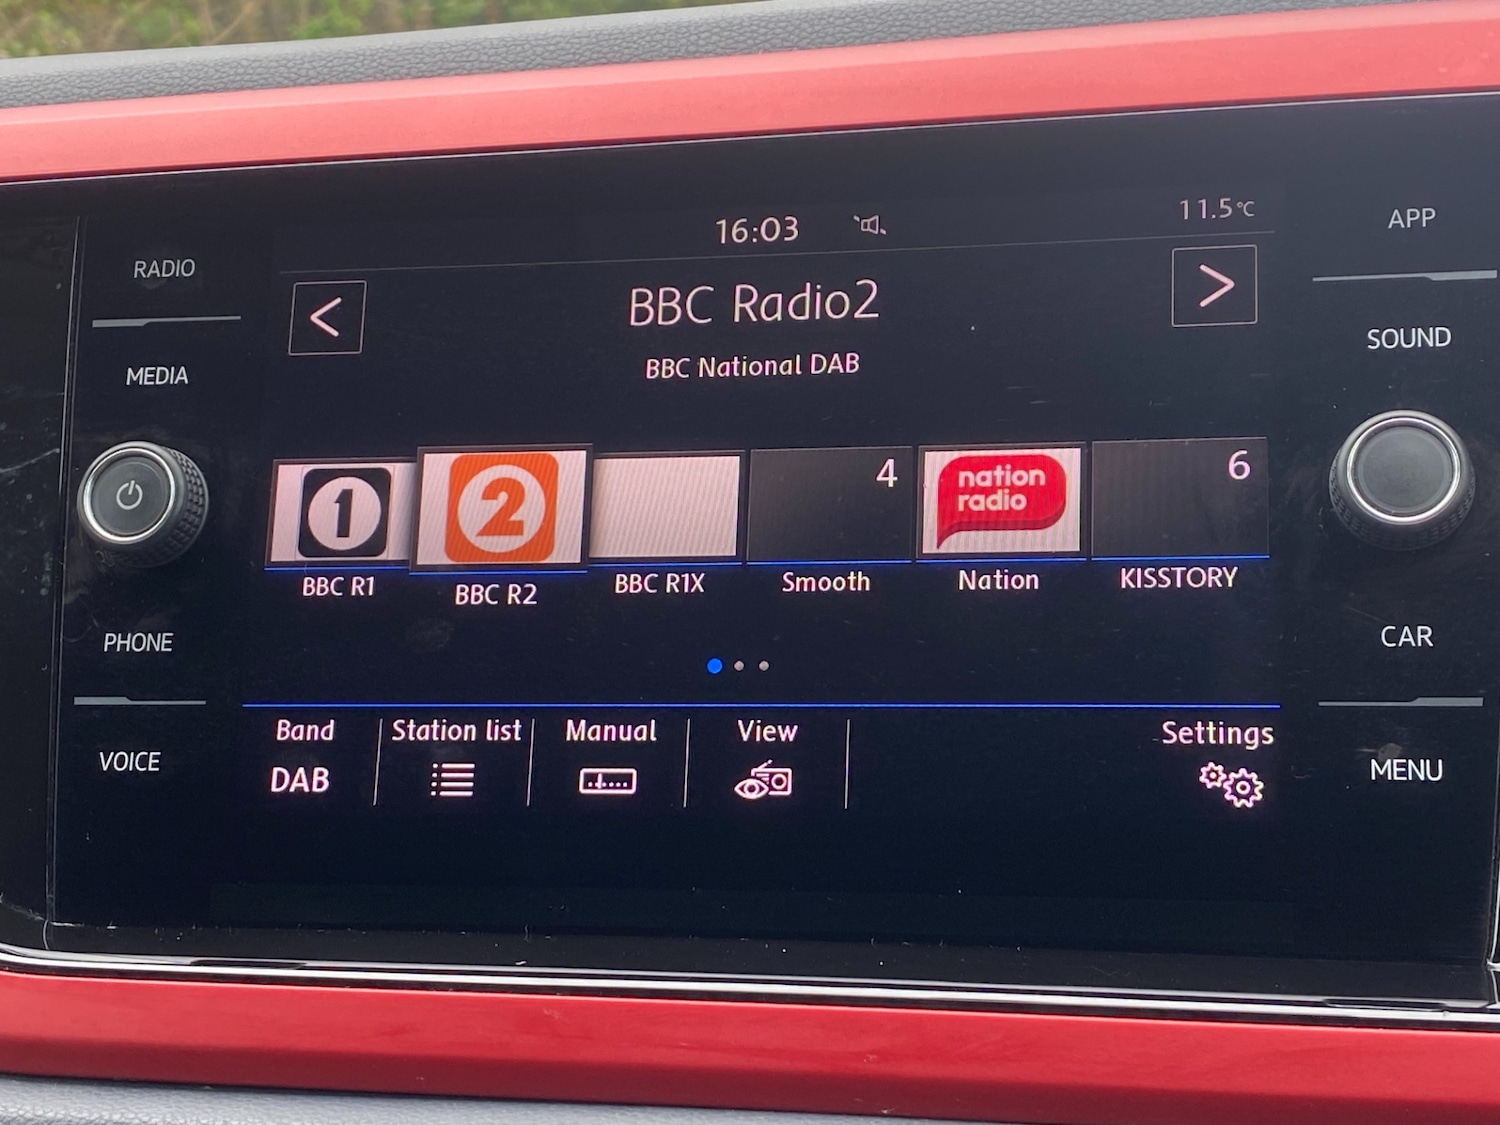 16:03
11.5°C
APP
RADIO
<
BBC Radio2
>
SOUND
MEDIA
BBC National DAB
1
2
4
nation
radio
6
BBC R1
BBC R2
BBC R1X
Smooth
Nation
KISSTORY
PHONE
CAR
Band
Station list
Manual
View
Settings
VOICE
DAB
MENU